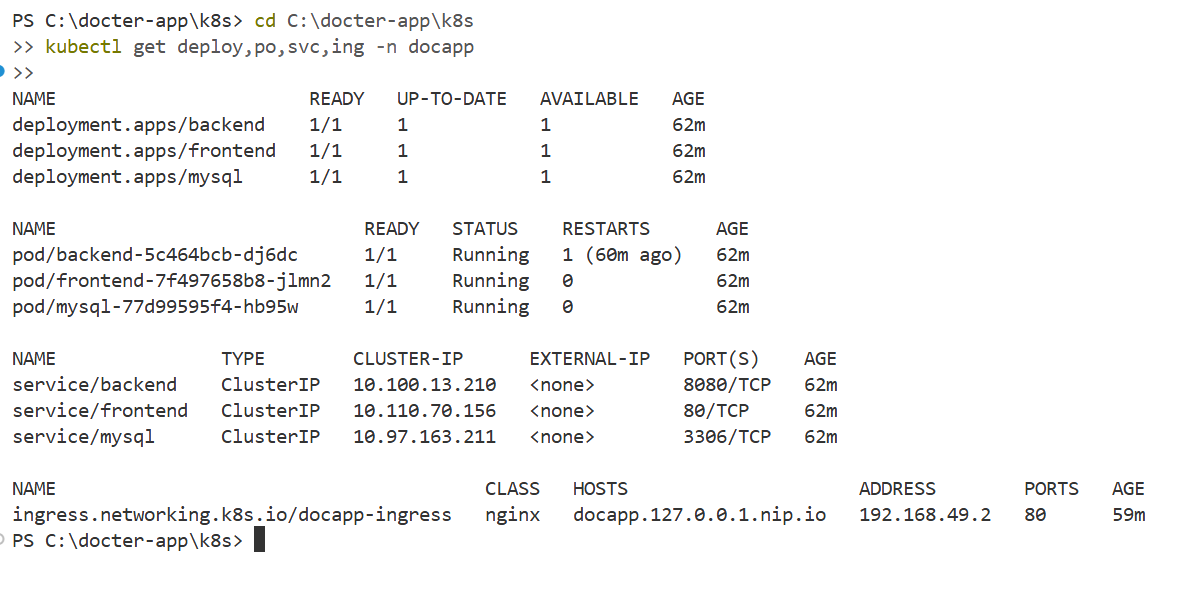 PS C:\docter-app\k8s> cd C:\docter-app\k8s
>> kubectl get deploy,po,svc,ing -n docapp
>>
NAME                       READY   UP-TO-DATE   AVAILABLE   AGE
deployment.apps/backend    1/1     1            1           62m
deployment.apps/frontend   1/1     1            1           62m
deployment.apps/mysql      1/1     1            1           62m

NAME                            READY   STATUS    RESTARTS      AGE
pod/backend-5c464bcb-dj6dc      1/1     Running   1 (60m ago)   62m
pod/frontend-7f497658b8-jlmn2   1/1     Running   0             62m
pod/mysql-77d99595f4-hb95w      1/1     Running   0             62m

NAME               TYPE        CLUSTER-IP      EXTERNAL-IP   PORT(S)    AGE
service/backend    ClusterIP   10.100.13.210   <none>        8080/TCP   62m
service/frontend   ClusterIP   10.110.70.156   <none>        80/TCP     62m
service/mysql      ClusterIP   10.97.163.211   <none>        3306/TCP   62m

NAME                                       CLASS   HOSTS                     ADDRESS        PORTS   AGE
ingress.networking.k8s.io/docapp-ingress   nginx   docapp.127.0.0.1.nip.io   192.168.49.2   80      59m
PS C:\docter-app\k8s>